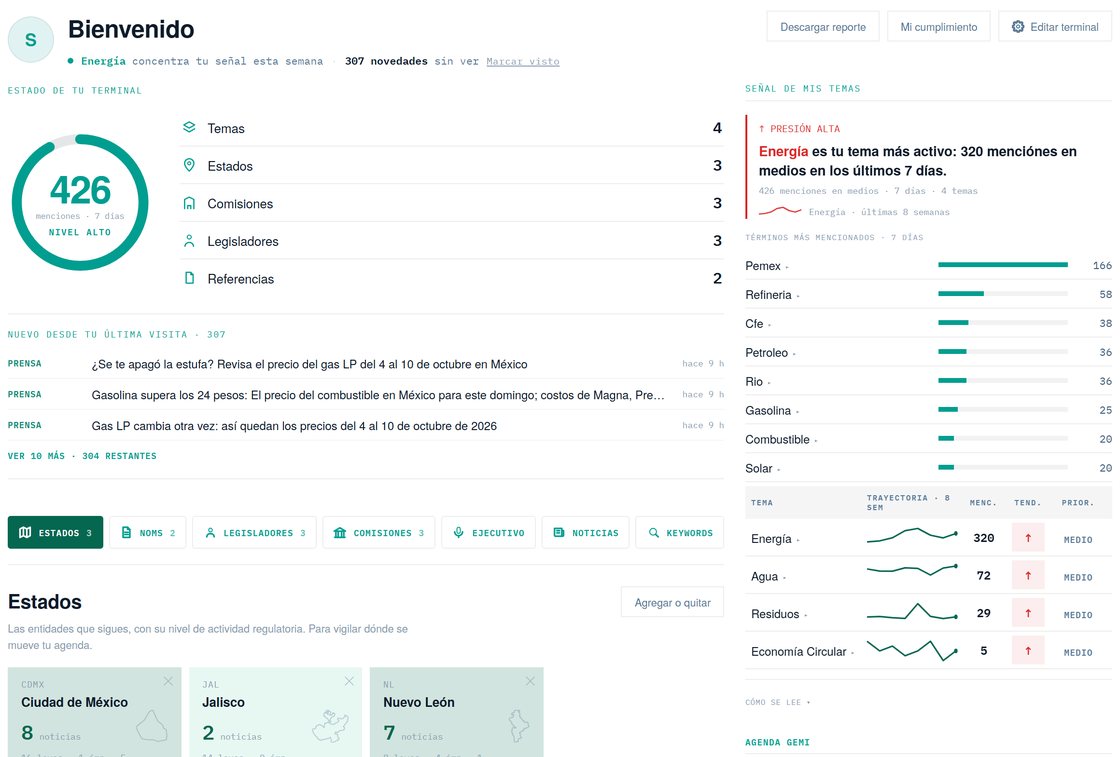 S
Bienvenido
Energía concentra tu señal esta semana · 307 novedades sin ver Marcar visto
Descargar reporte
Mi cumplimiento
Editar terminal
ESTADO DE TU TERMINAL
426
menciones · 7 días
NIVEL ALTO
Temas 4
Estados 3
Comisiones 3
Legisladores 3
Referencias 2
NUEVO DESDE TU ÚLTIMA VISITA · 307
PRENSA ¿Se te apagó la estufa? Revisa el precio del gas LP del 4 al 10 de octubre en México hace 9 h
PRENSA Gasolina supera los 24 pesos: El precio del combustible en México para este domingo; costos de Magna, Pre… hace 9 h
PRENSA Gas LP cambia otra vez: así quedan los precios del 4 al 10 de octubre de 2026 hace 9 h
VER 10 MÁS · 304 RESTANTES
ESTADOS 3
NOMS 2
LEGISLADORES 3
COMISIONES 3
EJECUTIVO
NOTICIAS
KEYWORDS
Estados
Agregar o quitar
Las entidades que sigues, con su nivel de actividad regulatoria. Para vigilar dónde se
mueve tu agenda.
CDMX
Ciudad de México
8 noticias
JAL
Jalisco
2 noticias
NL
Nuevo León
7 noticias
SEÑAL DE MIS TEMAS
↑ PRESIÓN ALTA
Energía es tu tema más activo: 320 menciónes en
medios en los últimos 7 días.
426 menciones en medios · 7 días · 4 temas
Energía · últimas 8 semanas
TÉRMINOS MÁS MENCIONADOS · 7 DÍAS
Pemex 166
Refineria 58
Cfe 38
Petroleo 36
Rio 36
Gasolina 25
Combustible 20
Solar 20
TEMA TRAYECTORIA · 8 SEM MENC. TEND. PRIOR.
Energía 320 ↑ MEDIO
Agua 72 ↑ MEDIO
Residuos 29 ↑ MEDIO
Economía Circular 5 ↑ MEDIO
CÓMO SE LEE ▾
AGENDA GEMI